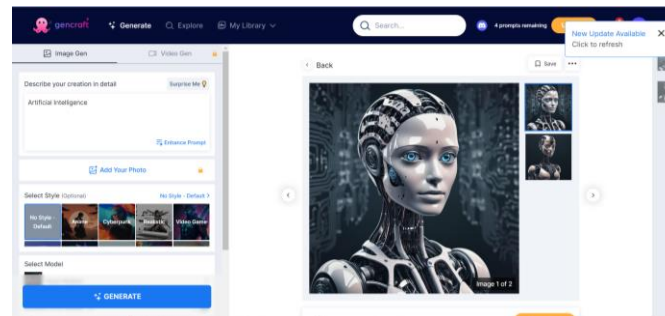 gencraft
Generate
Explore
My Library
Search...
4 prompts remaining
New Update Available
Click to refresh
Image Gen
Video Gen
Back
Save
Describe your creation in detail
Surprise Me
Artificial Intelligence
Enhance Prompt
Add Your Photo
Select Style (Optional)
No Style - Default >
No Style - Default
Anime
Cyberpunk
Realistic
Video Game
Select Model
GENERATE
Image 1 of 2